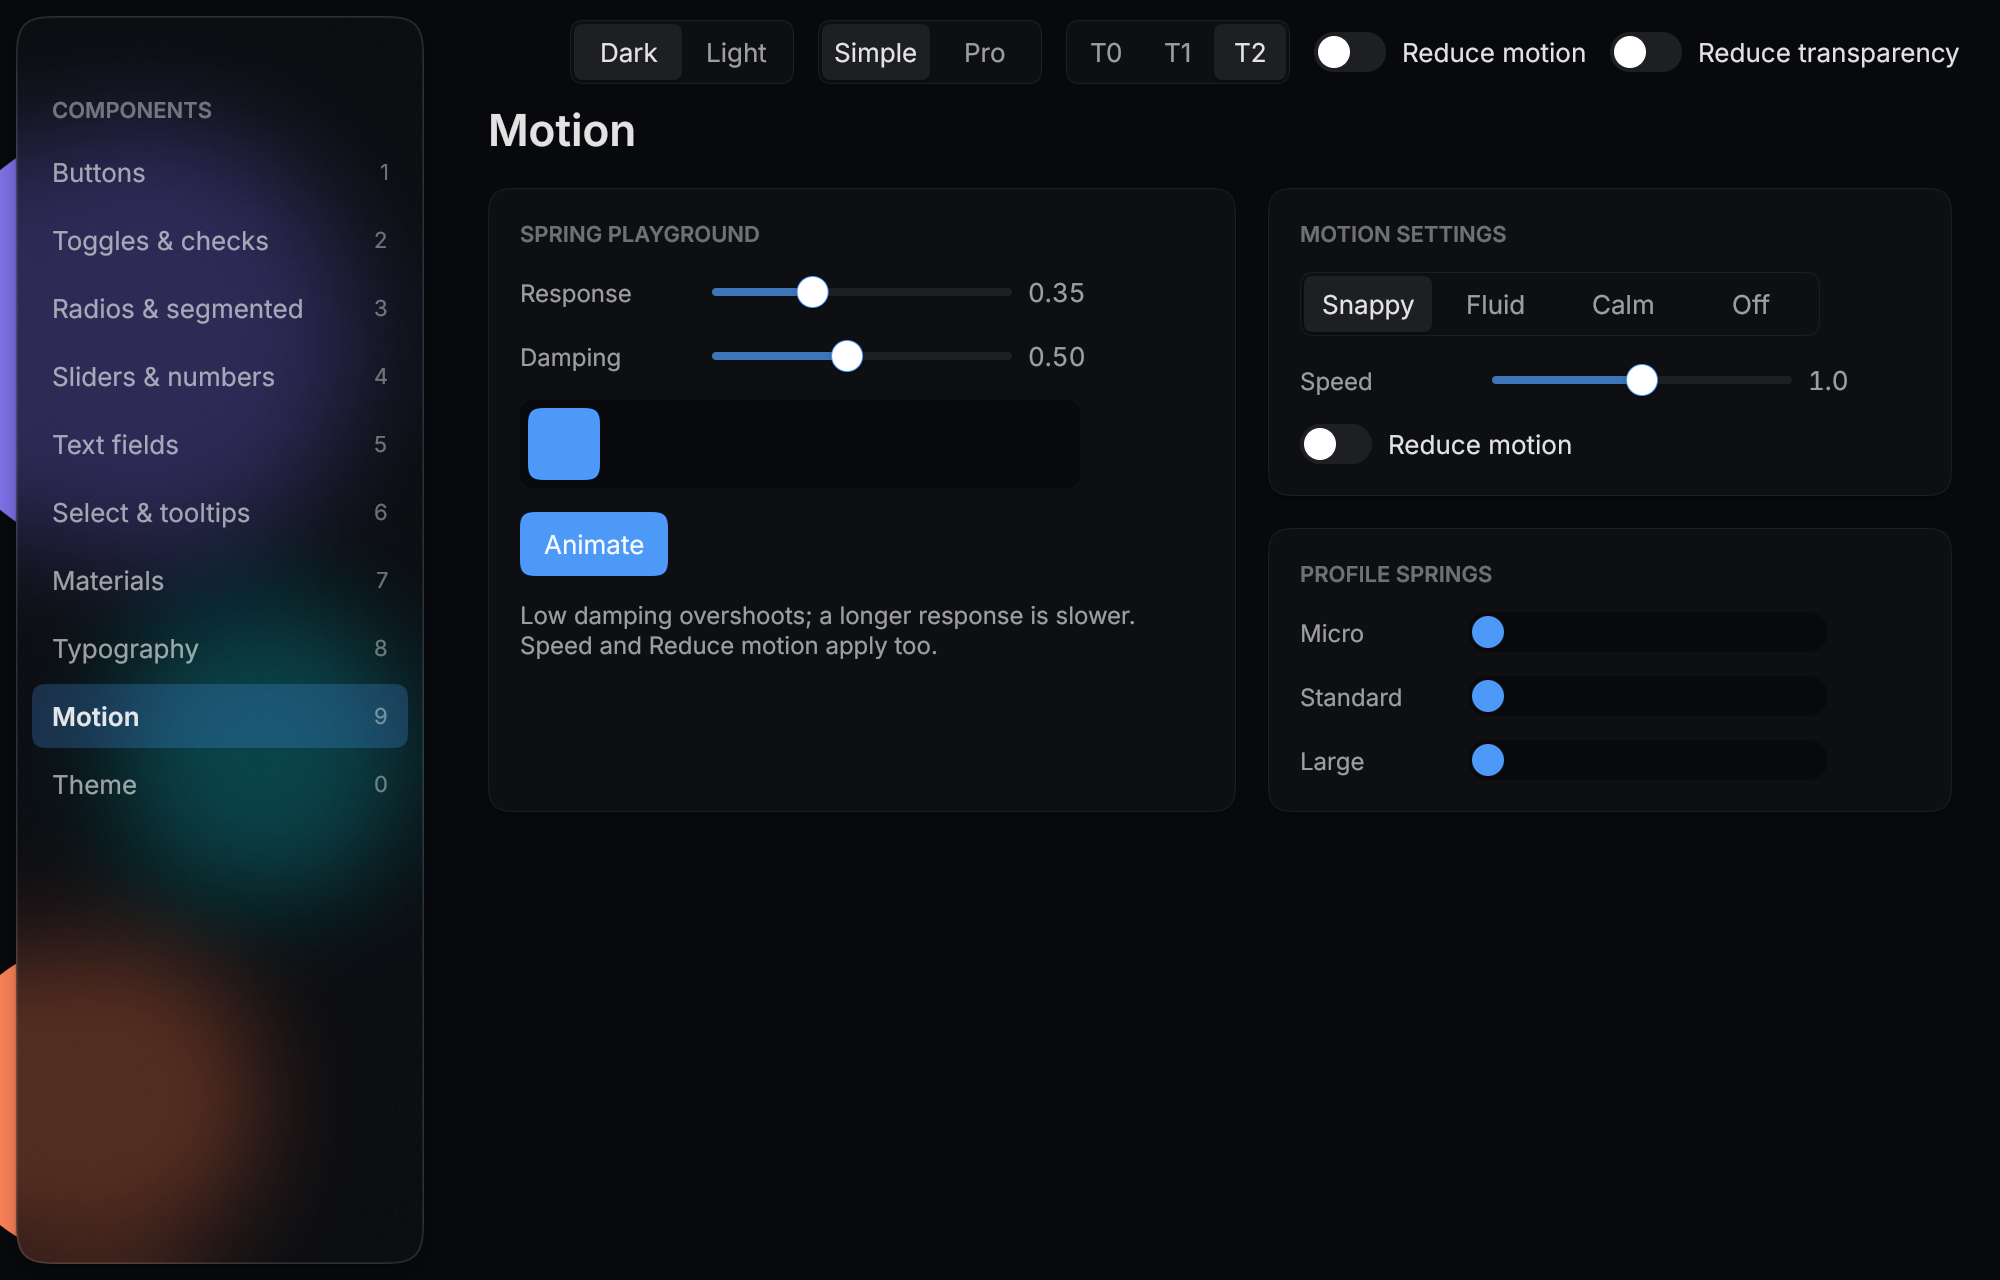 Dark
Light
Simple
Pro
T0
T1
T2
Reduce motion
Reduce transparency
COMPONENTS
Buttons 1
Toggles & checks 2
Radios & segmented 3
Sliders & numbers 4
Text fields 5
Select & tooltips 6
Materials 7
Typography 8
Motion 9
Theme 0
Motion
SPRING PLAYGROUND
Response 0.35
Damping 0.50
Animate
Low damping overshoots; a longer response is slower.
Speed and Reduce motion apply too.
MOTION SETTINGS
Snappy
Fluid
Calm
Off
Speed 1.0
Reduce motion
PROFILE SPRINGS
Micro
Standard
Large